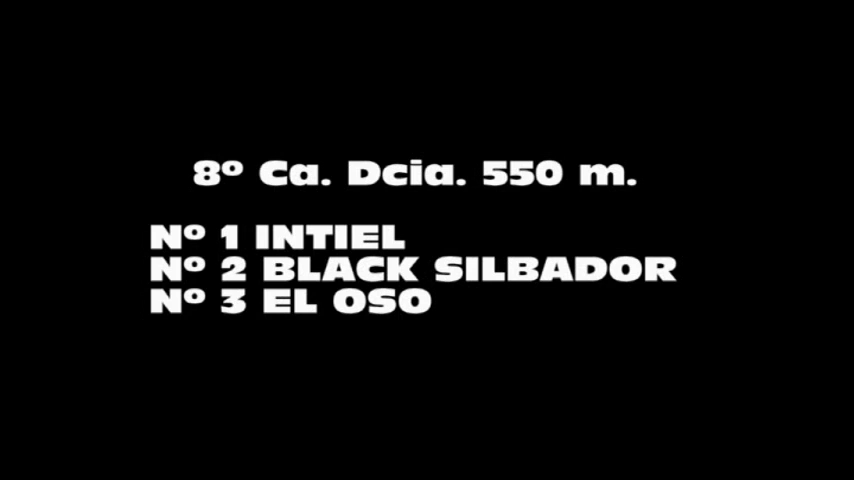 8º Ca. Dcia. 550 m.
Nº 1 INTIEL
Nº 2 BLACK SILBADOR
Nº 3 EL OSO